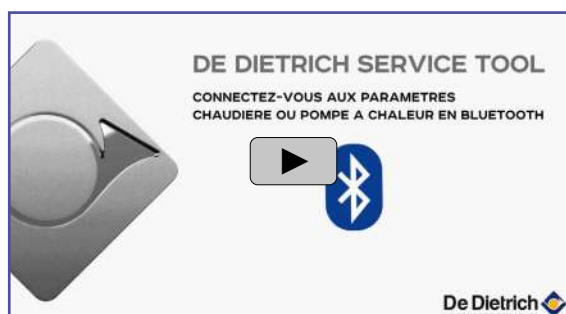 DE DIETRICH SERVICE TOOL
CONNECTEZ-VOUS AUX PARAMETRES
CHAUDIERE OU POMPE A CHALEUR EN BLUETOOTH
De Dietrich